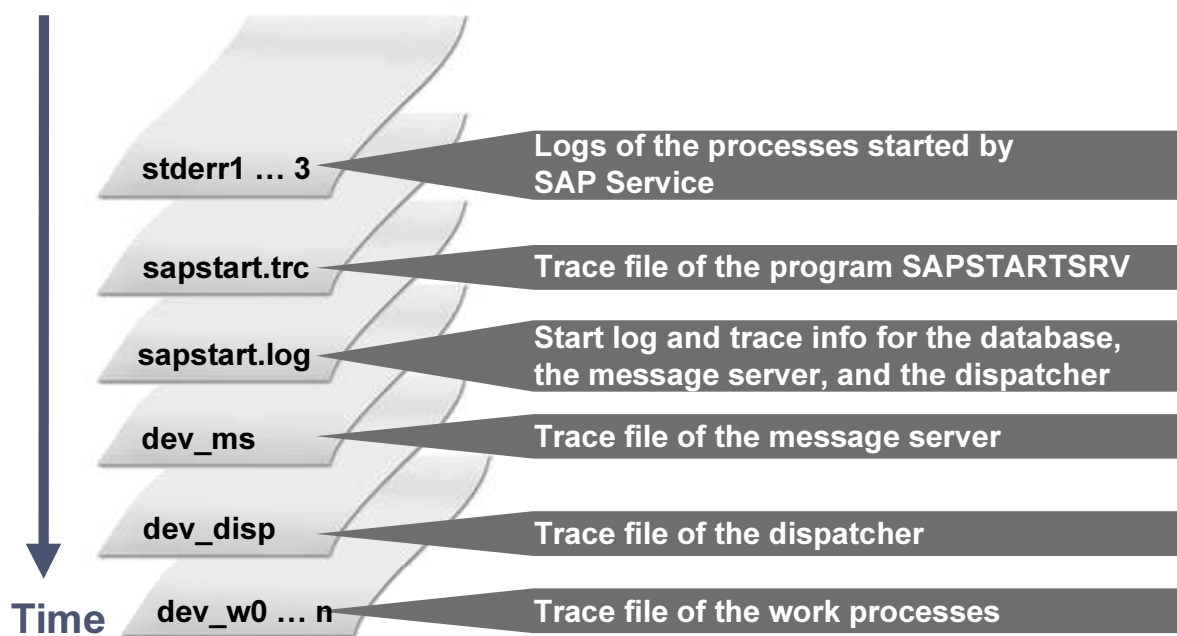 stderr1 … 3
Logs of the processes started by
SAP Service
sapstart.trc
Trace file of the program SAPSTARTSRV
sapstart.log
Start log and trace info for the database,
the message server, and the dispatcher
dev_ms
Trace file of the message server
dev_disp
Trace file of the dispatcher
dev_w0 … n
Trace file of the work processes
Time